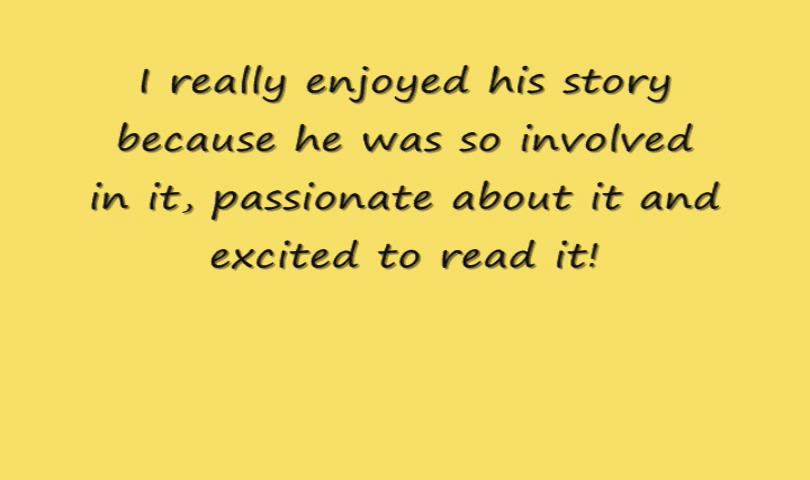 I really enjoyed his story
because he was so involved
in it, passionate about it and
excited to read it!